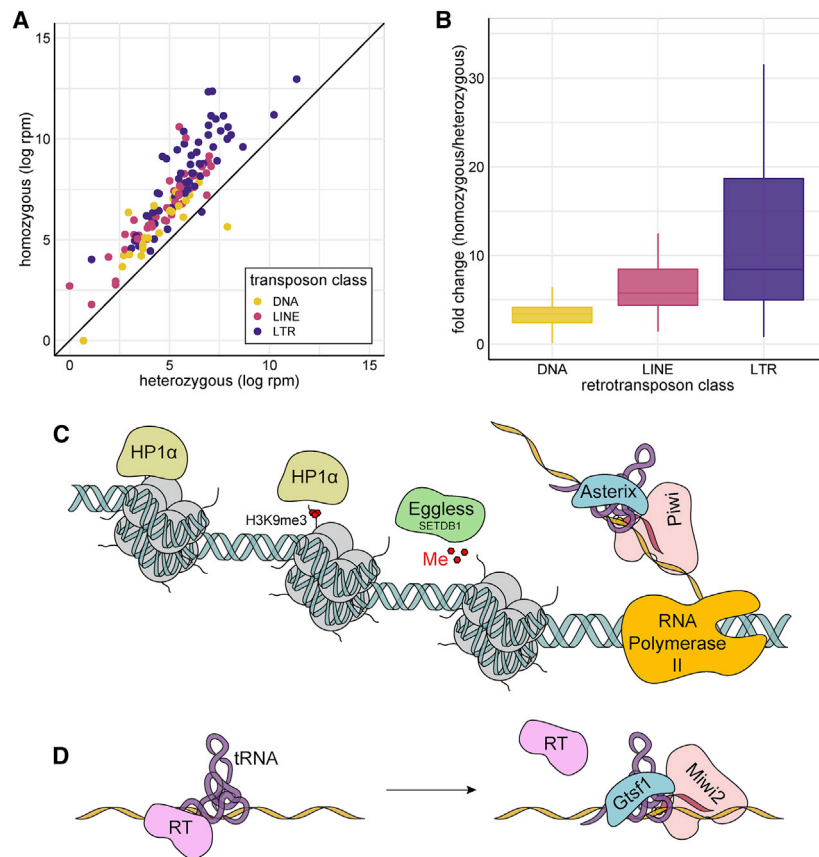 A
homozygous (log rpm)
15
10
5
0
0 5 10 15
heterozygous (log rpm)
transposon class
DNA
LINE
LTR
B
fold change (homozygous/heterozygous)
30
20
10
0
DNA LINE LTR
retrotransposon class
C
HP1α
HP1α
H3K9me3
Eggless
SETDB1
Me
Asterix
Piwi
RNA
Polymerase
II
D
tRNA
RT
RT
Gtsf1
Miwi2